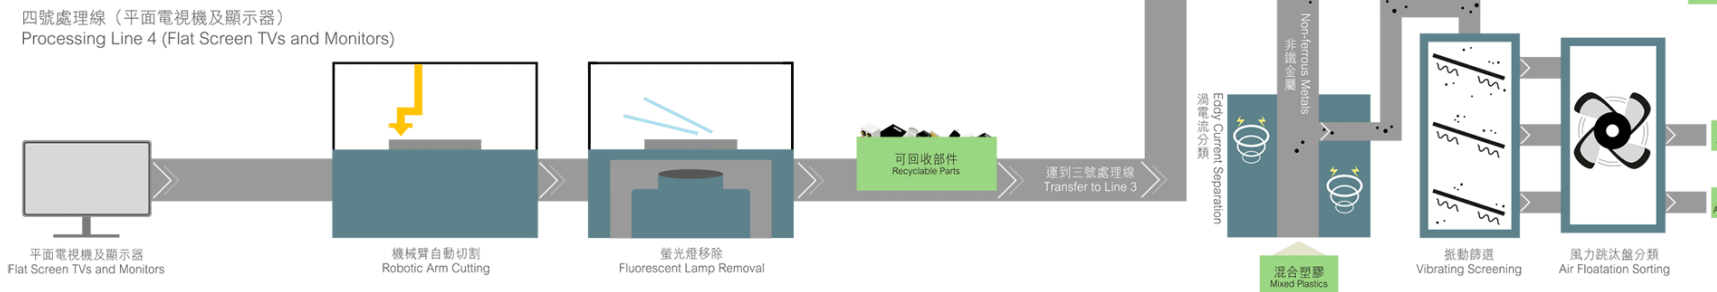 四號處理線（平面電視機及顯示器）
Processing Line 4 (Flat Screen TVs and Monitors)
平面電視機及顯示器
Flat Screen TVs and Monitors
機械臂自動切割
Robotic Arm Cutting
螢光燈移除
Fluorescent Lamp Removal
可回收部件
Recyclable Parts
運到三號處理線
Transfer to Line 3
渦電流分類
Eddy Current Separation
非鐵金屬
Non-ferrous Metals
混合塑膠
Mixed Plastics
振動篩選
Vibrating Screening
風力跳汰盤分類
Air Floatation Sorting